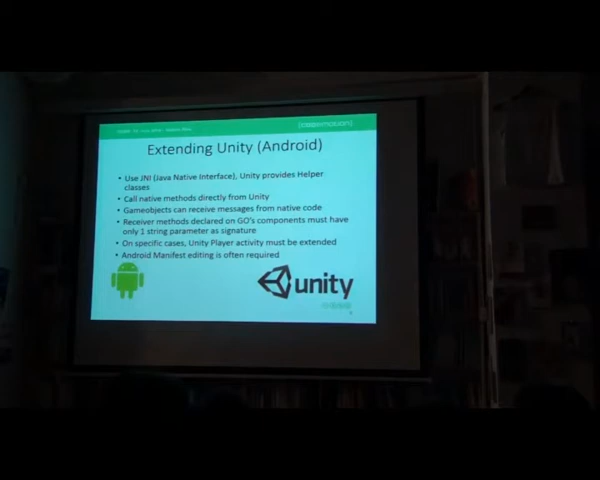 Extending Unity (Android)
• Use JNI (Java Native Interface), Unity provides Helper
classes
• Call native methods directly from Unity
• Gameobjects can receive messages from native code
• Receiver methods declared on GO's components must have
only 1 string parameter as signature
• On specific cases, Unity Player activity must be extended
• Android Manifest editing is often required
unity